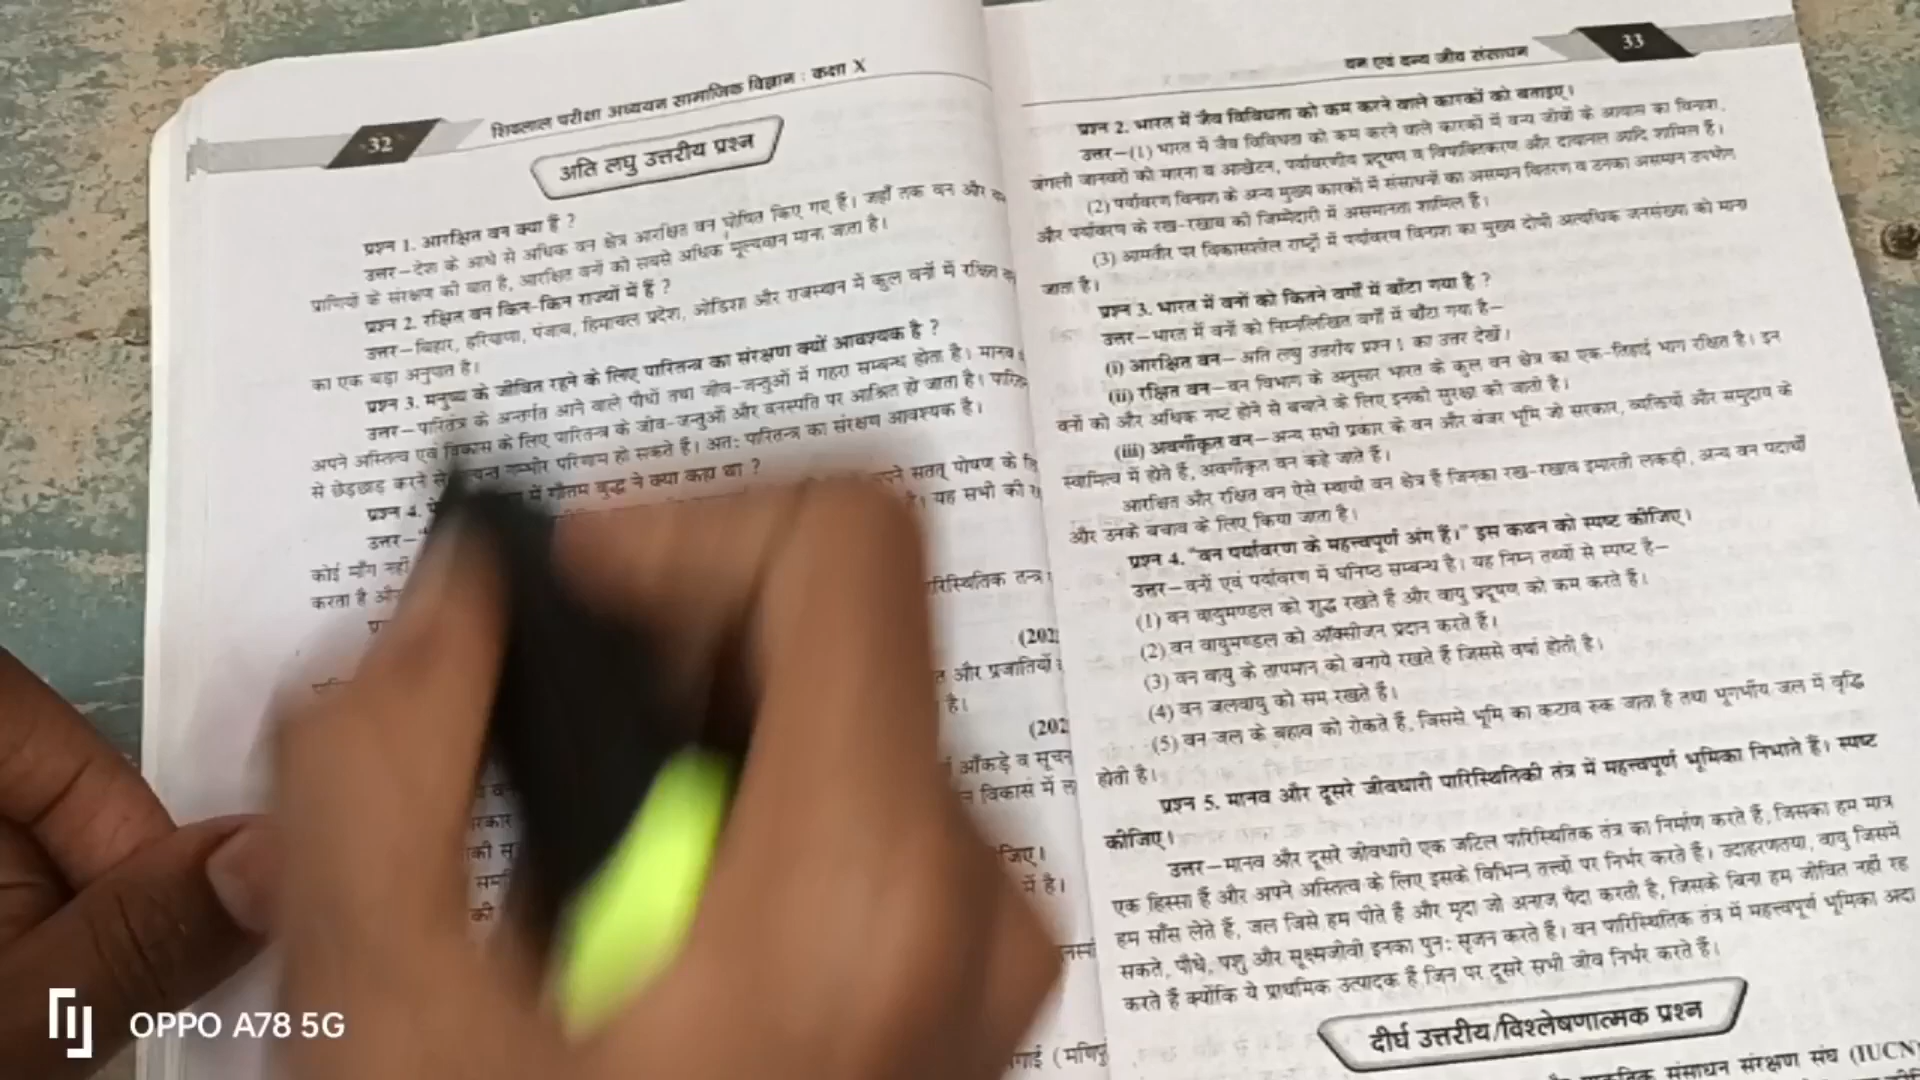 32
शिवलाल परीक्षा अध्ययन सामाजिक विज्ञान : कक्षा X
अति लघु उत्तरीय प्रश्न
प्रश्न 1. आरक्षित वन क्या हैं ?
उत्तर–देश के आधे से अधिक वन क्षेत्र आरक्षित वन घोषित किए गए हैं। जहाँ तक वन और
प्राणियों के संरक्षण की बात है, आरक्षित वनों को सबसे अधिक मूल्यवान माना जाता है।
प्रश्न 2. रक्षित वन किन-किन राज्यों में हैं ?
उत्तर–बिहार, हरियाणा, पंजाब, हिमाचल प्रदेश, ओडिशा और राजस्थान में कुल वनों में रक्षित
का एक बड़ा अनुपात है।
प्रश्न 3. मनुष्य के जीवित रहने के लिए पारितन्त्र का संरक्षण क्यों आवश्यक है ?
उत्तर–पारितंत्र के अन्तर्गत आने वाले पौधों तथा जीव-जन्तुओं में गहरा सम्बन्ध होता है। मानव
अपने अस्तित्व एवं विकास के लिए पारितन्त्र के जीव-जन्तुओं और वनस्पति पर आश्रित हो जाता है।
से छेड़छाड़ करने से गम्भीर परिणाम हो सकते हैं। अत: पारितन्त्र का संरक्षण आवश्यक है।
प्रश्न 4. में गौतम बुद्ध ने क्या कहा था ?
उत्तर– सतत् पोषण के
कोई माँग नहीं यह सभी की
करता है और
पारिस्थितिक तन्त्र
(202
और प्रजातियों
है।
(202
आँकड़े व
विकास में
में है।
33
वन एवं वन्य जीव संसाधन
प्रश्न 2. भारत में जैव विविधता को कम करने वाले कारकों को बताइए।
उत्तर–(1) भारत में जैव विविधता को कम करने वाले कारकों में वन्य जीवों के आवास का विनाश,
जंगली जानवरों को मारना व आखेटन, पर्यावरणीय प्रदूषण व विषाक्तिकरण और दावानल आदि शामिल हैं।
(2) पर्यावरण विनाश के अन्य मुख्य कारकों में संसाधनों का असमान वितरण व उनका असमान उपभोग
और पर्यावरण के रख-रखाव की जिम्मेदारी में असमानता शामिल हैं।
(3) आमतौर पर विकासशील राष्ट्रों में पर्यावरण विनाश का मुख्य दोषी अत्यधिक जनसंख्या को माना
जाता है।
प्रश्न 3. भारत में वनों को कितने वर्गों में बाँटा गया है ?
उत्तर–भारत में वनों को निम्नलिखित वर्गों में बाँटा गया है–
(i) आरक्षित वन–अति लघु उत्तरीय प्रश्न 1 का उत्तर देखें।
(ii) रक्षित वन–वन विभाग के अनुसार भारत के कुल वन क्षेत्र का एक-तिहाई भाग रक्षित है। इन
वनों को और अधिक नष्ट होने से बचाने के लिए इनकी सुरक्षा की जाती है।
(iii) अवर्गीकृत वन–अन्य सभी प्रकार के वन और बंजर भूमि जो सरकार, व्यक्तियों और समुदाय के
स्वामित्व में होते हैं, अवर्गीकृत वन कहे जाते हैं।
आरक्षित और रक्षित वन ऐसे स्थायी वन क्षेत्र हैं जिनका रख-रखाव इमारती लकड़ी, अन्य वन पदार्थों
और उनके बचाव के लिए किया जाता है।
प्रश्न 4. "वन पर्यावरण के महत्त्वपूर्ण अंग हैं।" इस कथन को स्पष्ट कीजिए।
उत्तर–वनों एवं पर्यावरण में घनिष्ठ सम्बन्ध है। यह निम्न तथ्यों से स्पष्ट है–
(1) वन वायुमण्डल को शुद्ध रखते हैं और वायु प्रदूषण को कम करते हैं।
(2) वन वायुमण्डल को ऑक्सीजन प्रदान करते हैं।
(3) वन वायु के तापमान को बनाये रखते हैं जिससे वर्षा होती है।
(4) वन जलवायु को सम रखते हैं।
(5) वन जल के बहाव को रोकते हैं, जिससे भूमि का कटाव रुक जाता है तथा भूगर्भीय जल में वृद्धि
होती है।
प्रश्न 5. मानव और दूसरे जीवधारी पारिस्थितिकी तंत्र में महत्त्वपूर्ण भूमिका निभाते हैं। स्पष्ट
कीजिए।
उत्तर–मानव और दूसरे जीवधारी एक जटिल पारिस्थितिक तंत्र का निर्माण करते हैं, जिसका हम मात्र
एक हिस्सा हैं और अपने अस्तित्व के लिए इसके विभिन्न तत्त्वों पर निर्भर करते हैं। उदाहरणतया, वायु जिसमें
हम साँस लेते हैं, जल जिसे हम पीते हैं और मृदा जो अनाज पैदा करती है, जिसके बिना हम जीवित नहीं रह
सकते, पौधे, पशु और सूक्ष्मजीवी इनका पुन: सृजन करते हैं। वन पारिस्थितिक तंत्र में महत्त्वपूर्ण भूमिका अदा
करते हैं क्योंकि ये प्राथमिक उत्पादक हैं जिन पर दूसरे सभी जीव निर्भर करते हैं।
दीर्घ उत्तरीय/विश्लेषणात्मक प्रश्न
संसाधन संरक्षण संघ (IUCN)
OPPO A78 5G